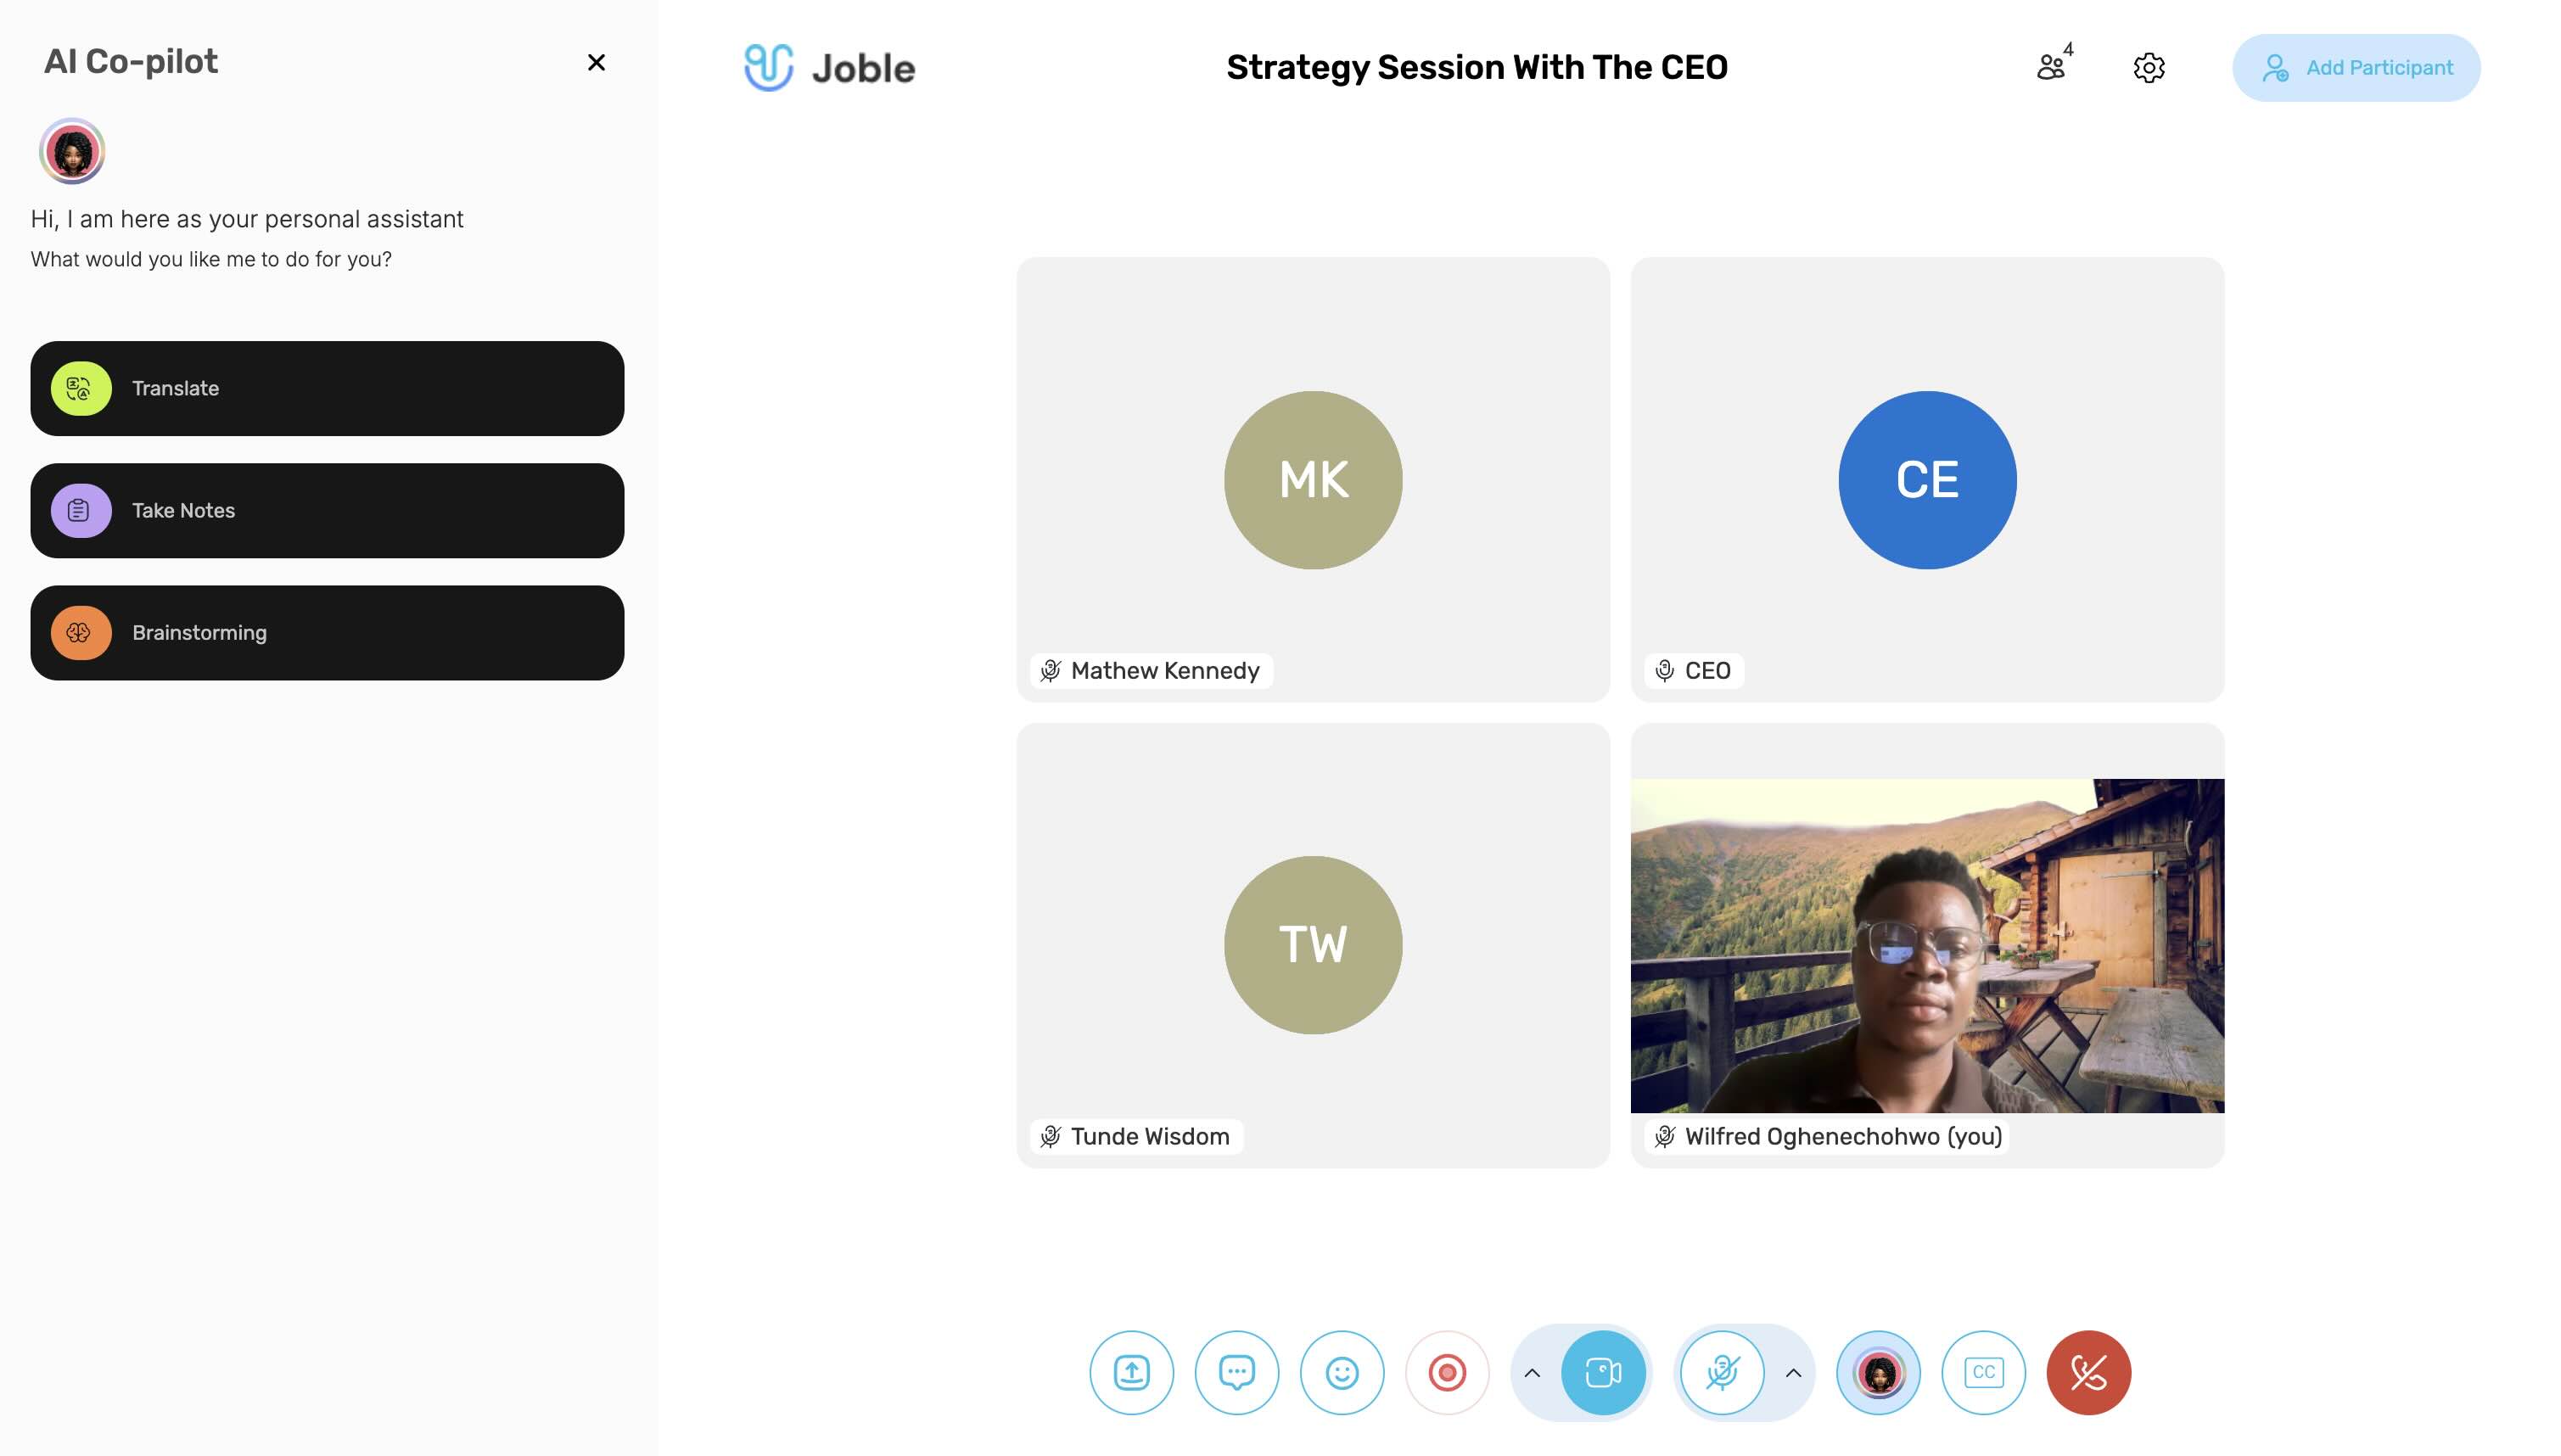 AI Co-pilot
Hi, I am here as your personal assistant
What would you like me to do for you?
Translate
Take Notes
Brainstorming
Joble
Strategy Session With The CEO
4
Add Participant
MK
Mathew Kennedy
CE
CEO
TW
Tunde Wisdom
Wilfred Oghenechohwo (you)
CC